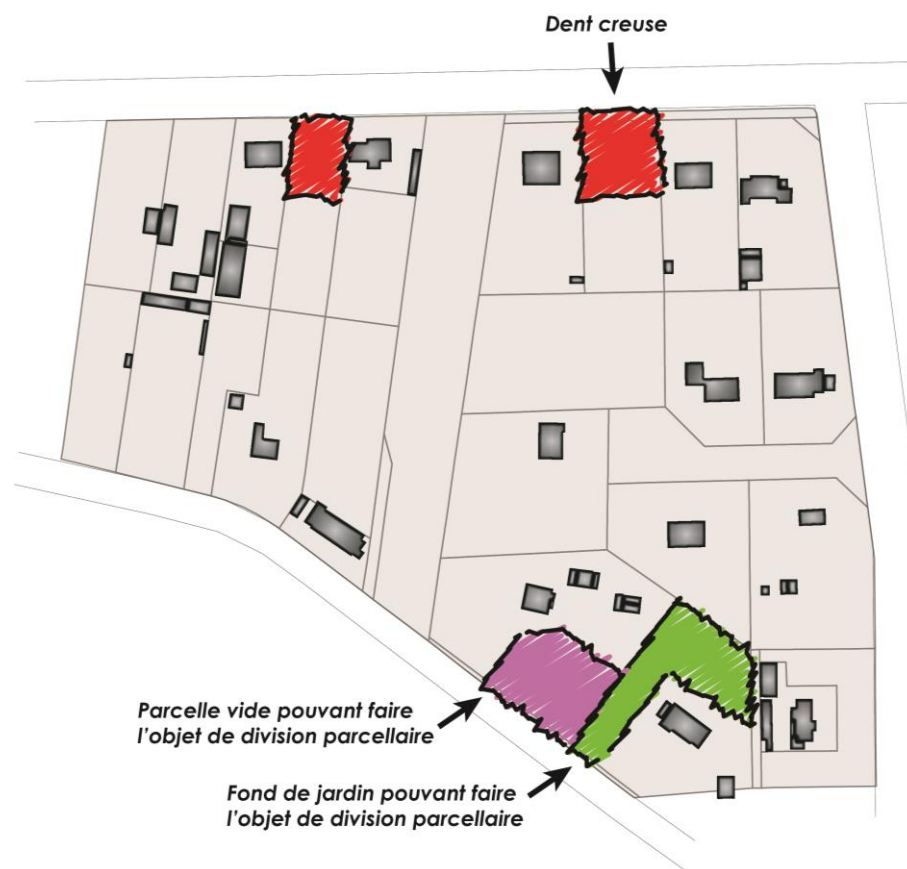 Dent creuse
Parcelle vide pouvant faire
l'objet de division parcellaire
Fond de jardin pouvant faire
l'objet de division parcellaire